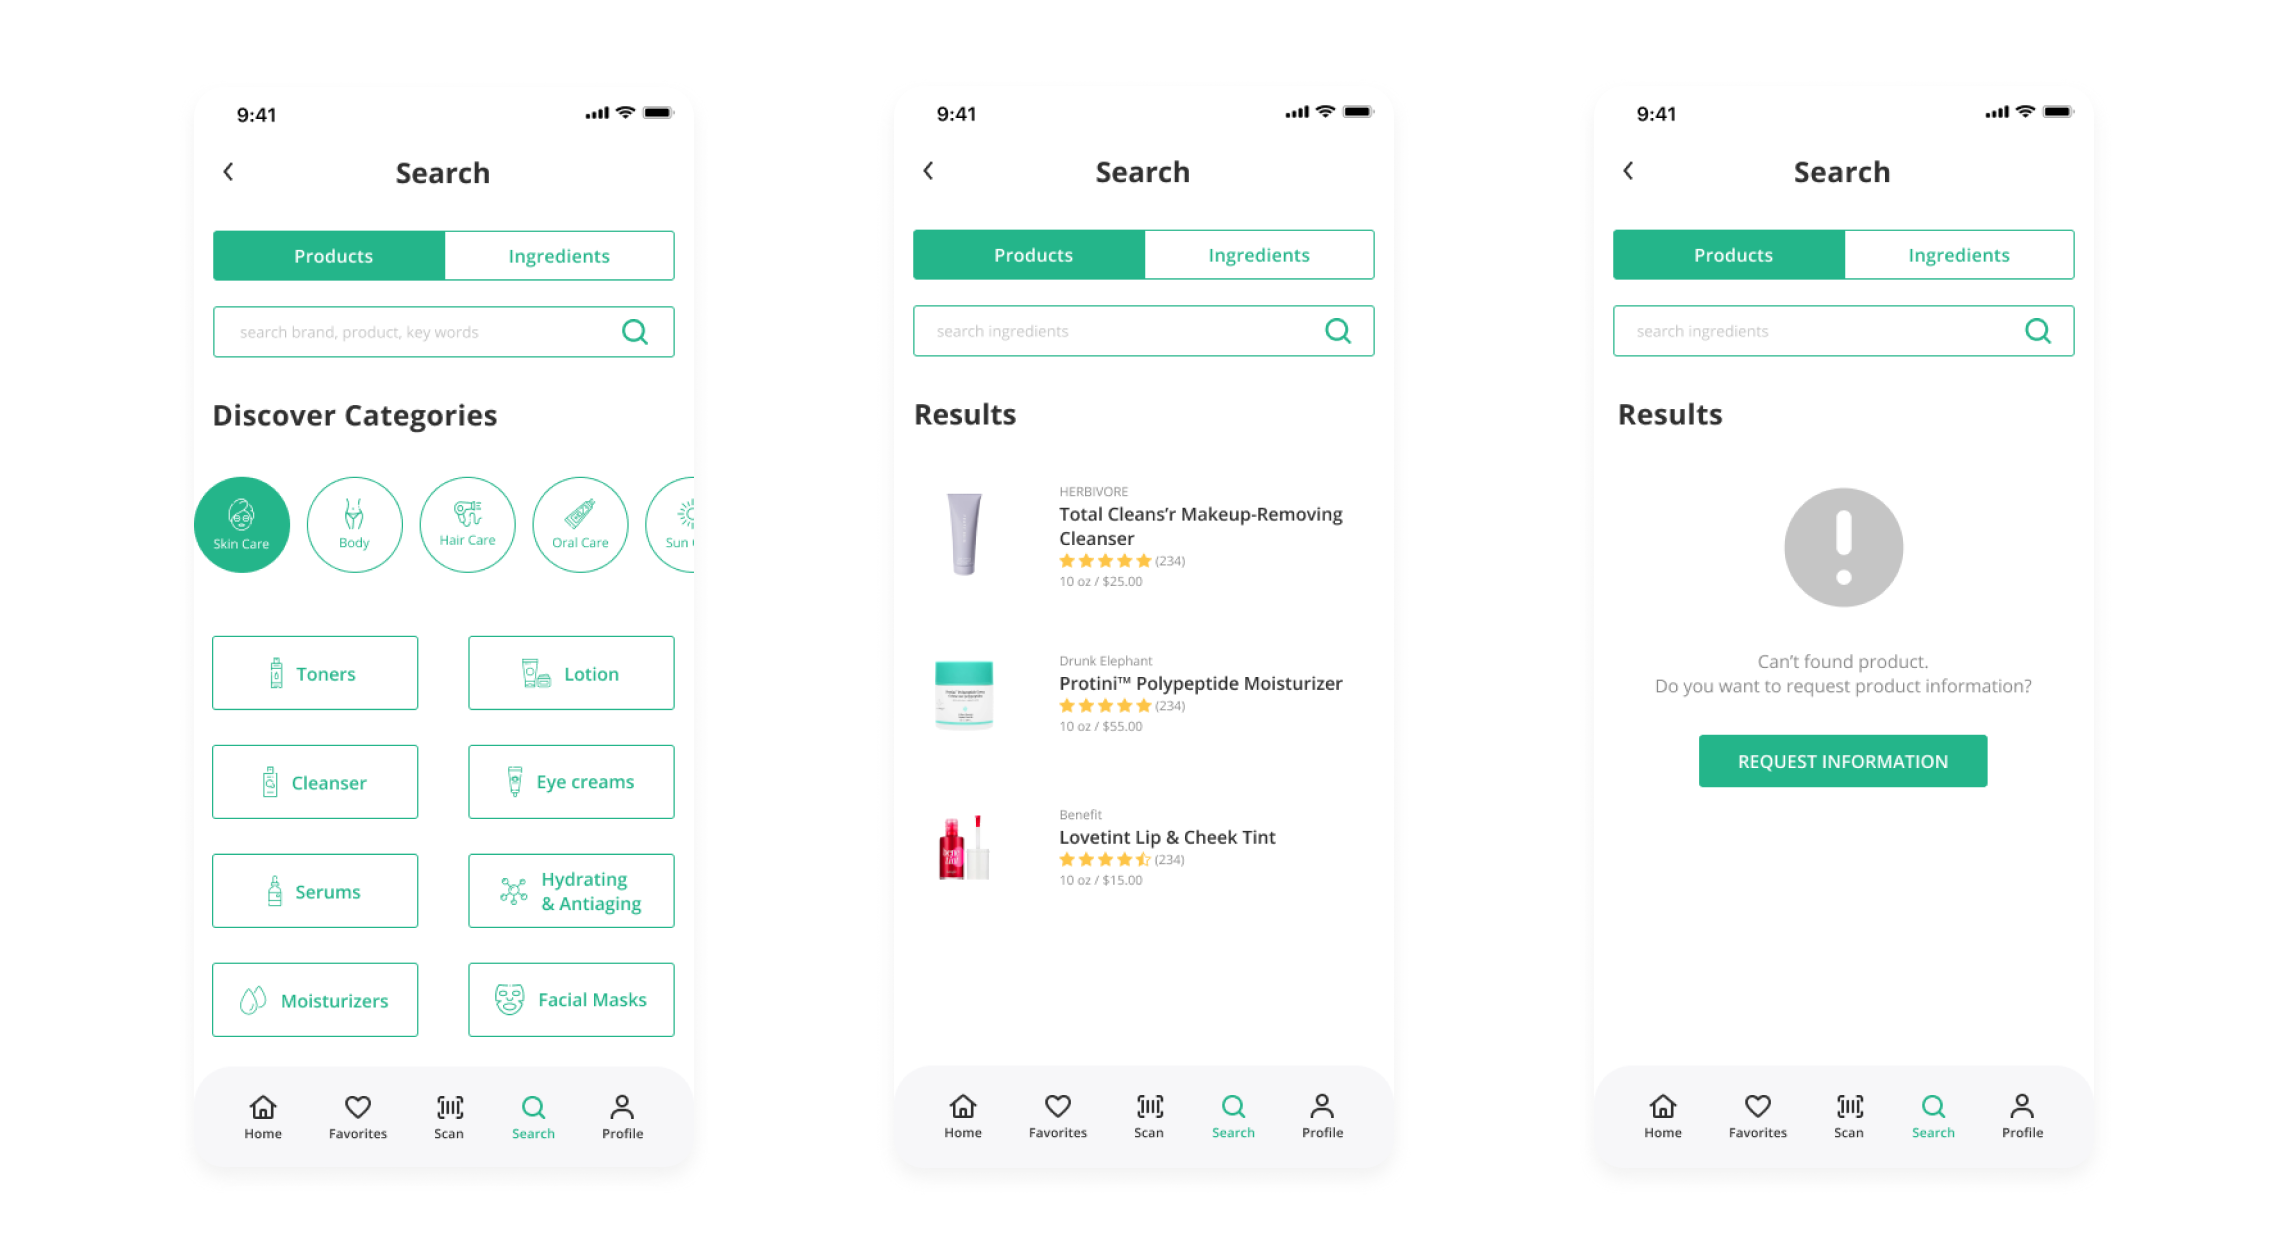 9:41
Search
Products
Ingredients
search brand, product, key words
Discover Categories
Skin Care
Body
Hair Care
Oral Care
Sun
Toners
Lotion
Cleanser
Eye creams
Serums
Hydrating
& Antiaging
Moisturizers
Facial Masks
Home
Favorites
Scan
Search
Profile
9:41
Search
Products
Ingredients
search ingredients
Results
HERBIVORE
Total Cleans’r Makeup-Removing
Cleanser
(234)
10 oz / $25.00
Drunk Elephant
Protini™ Polypeptide Moisturizer
(234)
10 oz / $55.00
Benefit
Lovetint Lip & Cheek Tint
(234)
10 oz / $15.00
Home
Favorites
Scan
Search
Profile
9:41
Search
Products
Ingredients
search ingredients
Results
Can’t found product.
Do you want to request product information?
REQUEST INFORMATION
Home
Favorites
Scan
Search
Profile